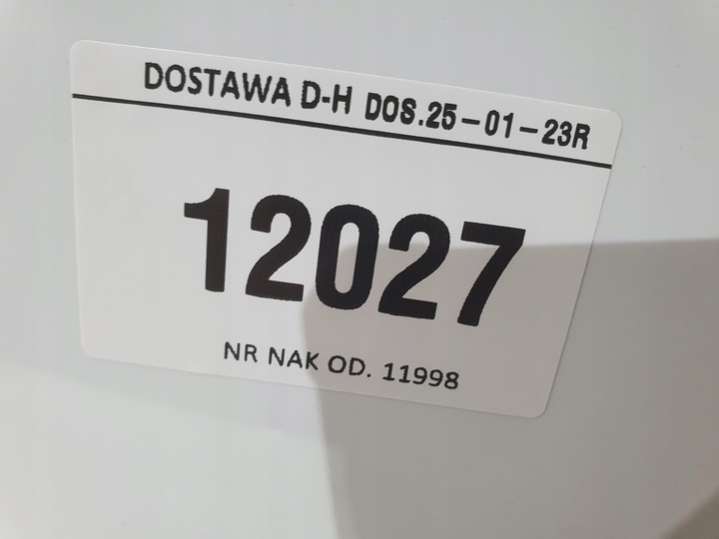 DOSTAWA D-H DOS.25-01-23R
12027
NR NAK OD. 11998